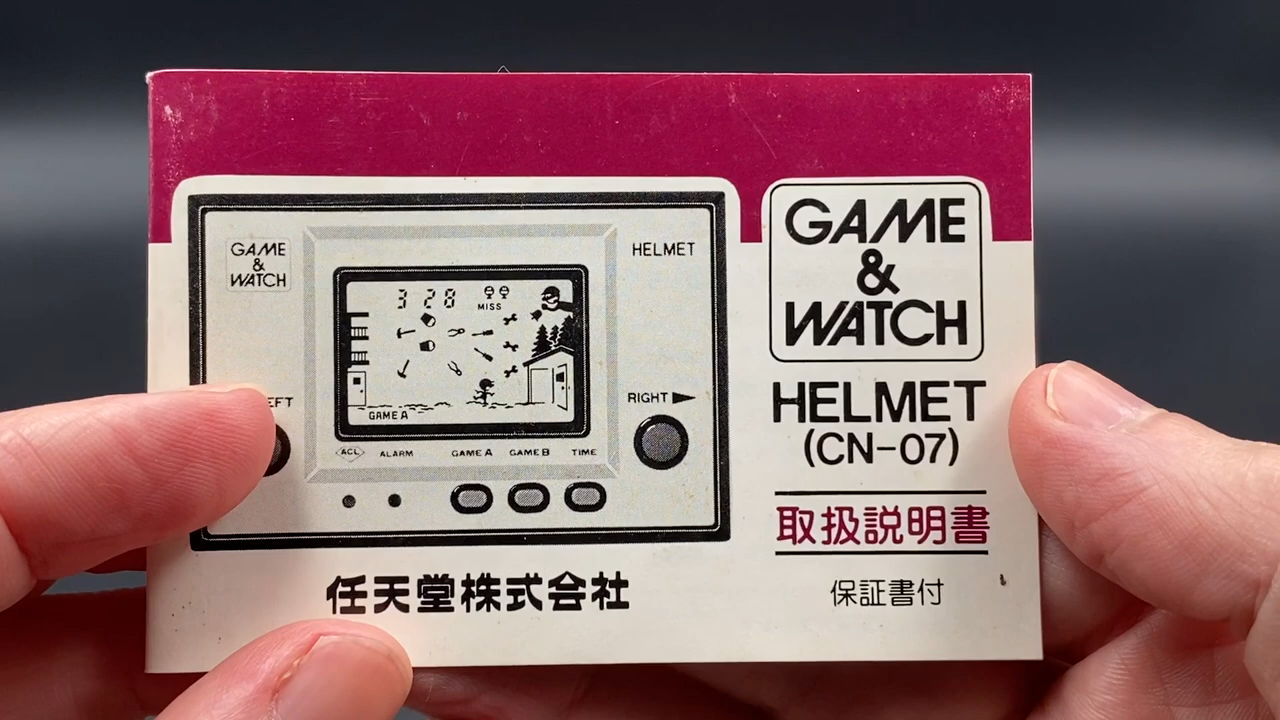 GAME
&
WATCH
HELMET
3 28
MISS
GAME A
EFT
RIGHT
ACL ALARM GAME A GAME B TIME
任天堂株式会社
GAME
&
WATCH
HELMET
(CN-07)
取扱説明書
保証書付